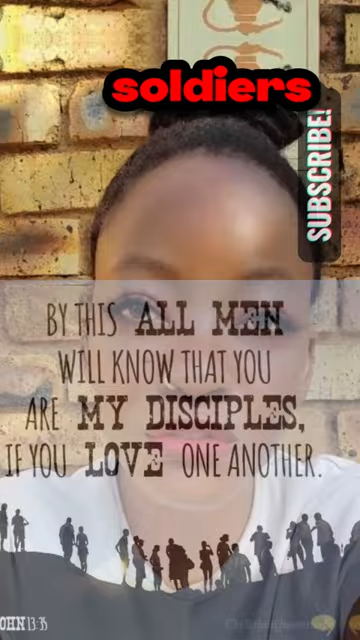 soldiers
SUBSCRIBE!
BY THIS ALL MEN
WILL KNOW THAT YOU
ARE MY DISCIPLES,
IF YOU LOVE ONE ANOTHER.
OHN 13:35